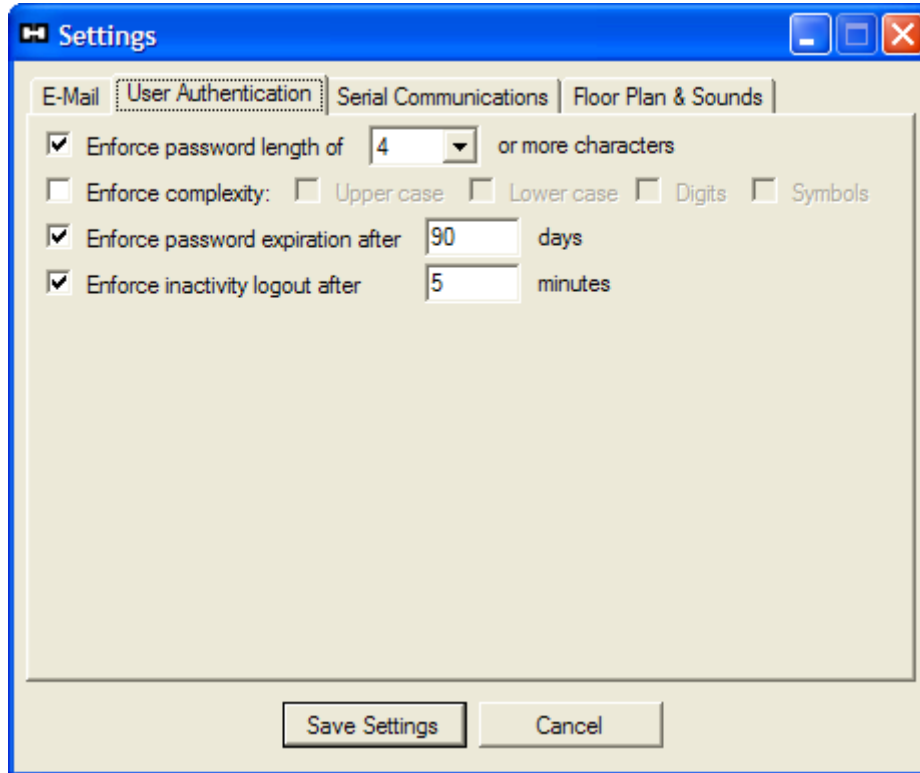 Settings
E-Mail User Authentication Serial Communications Floor Plan & Sounds
Enforce password length of 4 or more characters
Enforce complexity: Upper case Lower case Digits Symbols
Enforce password expiration after 90 days
Enforce inactivity logout after 5 minutes
Save Settings Cancel